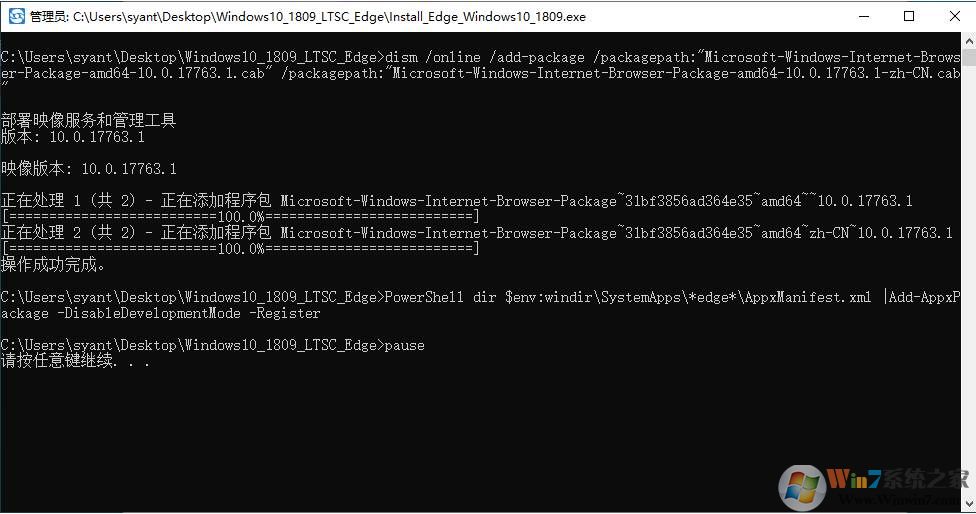 管理员: C:\Users\syant\Desktop\Windows10_1809_LTSC_Edge\Install_Edge_Windows10_1809.exe
C:\Users\syant\Desktop\Windows10_1809_LTSC_Edge>dism /online /add-package /packagepath:"Microsoft-Windows-Internet-Brows
er-Package-amd64-10.0.17763.1.cab" /packagepath:"Microsoft-Windows-Internet-Browser-Package-amd64-10.0.17763.1-zh-CN.cab
"
部署映像服务和管理工具
版本: 10.0.17763.1
映像版本: 10.0.17763.1
正在处理 1 (共 2) - 正在添加程序包 Microsoft-Windows-Internet-Browser-Package~31bf3856ad364e35~amd64~~10.0.17763.1
[==========================100.0%==========================]
正在处理 2 (共 2) - 正在添加程序包 Microsoft-Windows-Internet-Browser-Package~31bf3856ad364e35~amd64~zh-CN~10.0.17763.1
[==========================100.0%==========================]
操作成功完成。
C:\Users\syant\Desktop\Windows10_1809_LTSC_Edge>PowerShell dir $env:windir\SystemApps\*edge*\AppxManifest.xml |Add-AppxP
ackage -DisableDevelopmentMode -Register
C:\Users\syant\Desktop\Windows10_1809_LTSC_Edge>pause
请按任意键继续. . .
Win7系统之家
Www.Winwin7.com